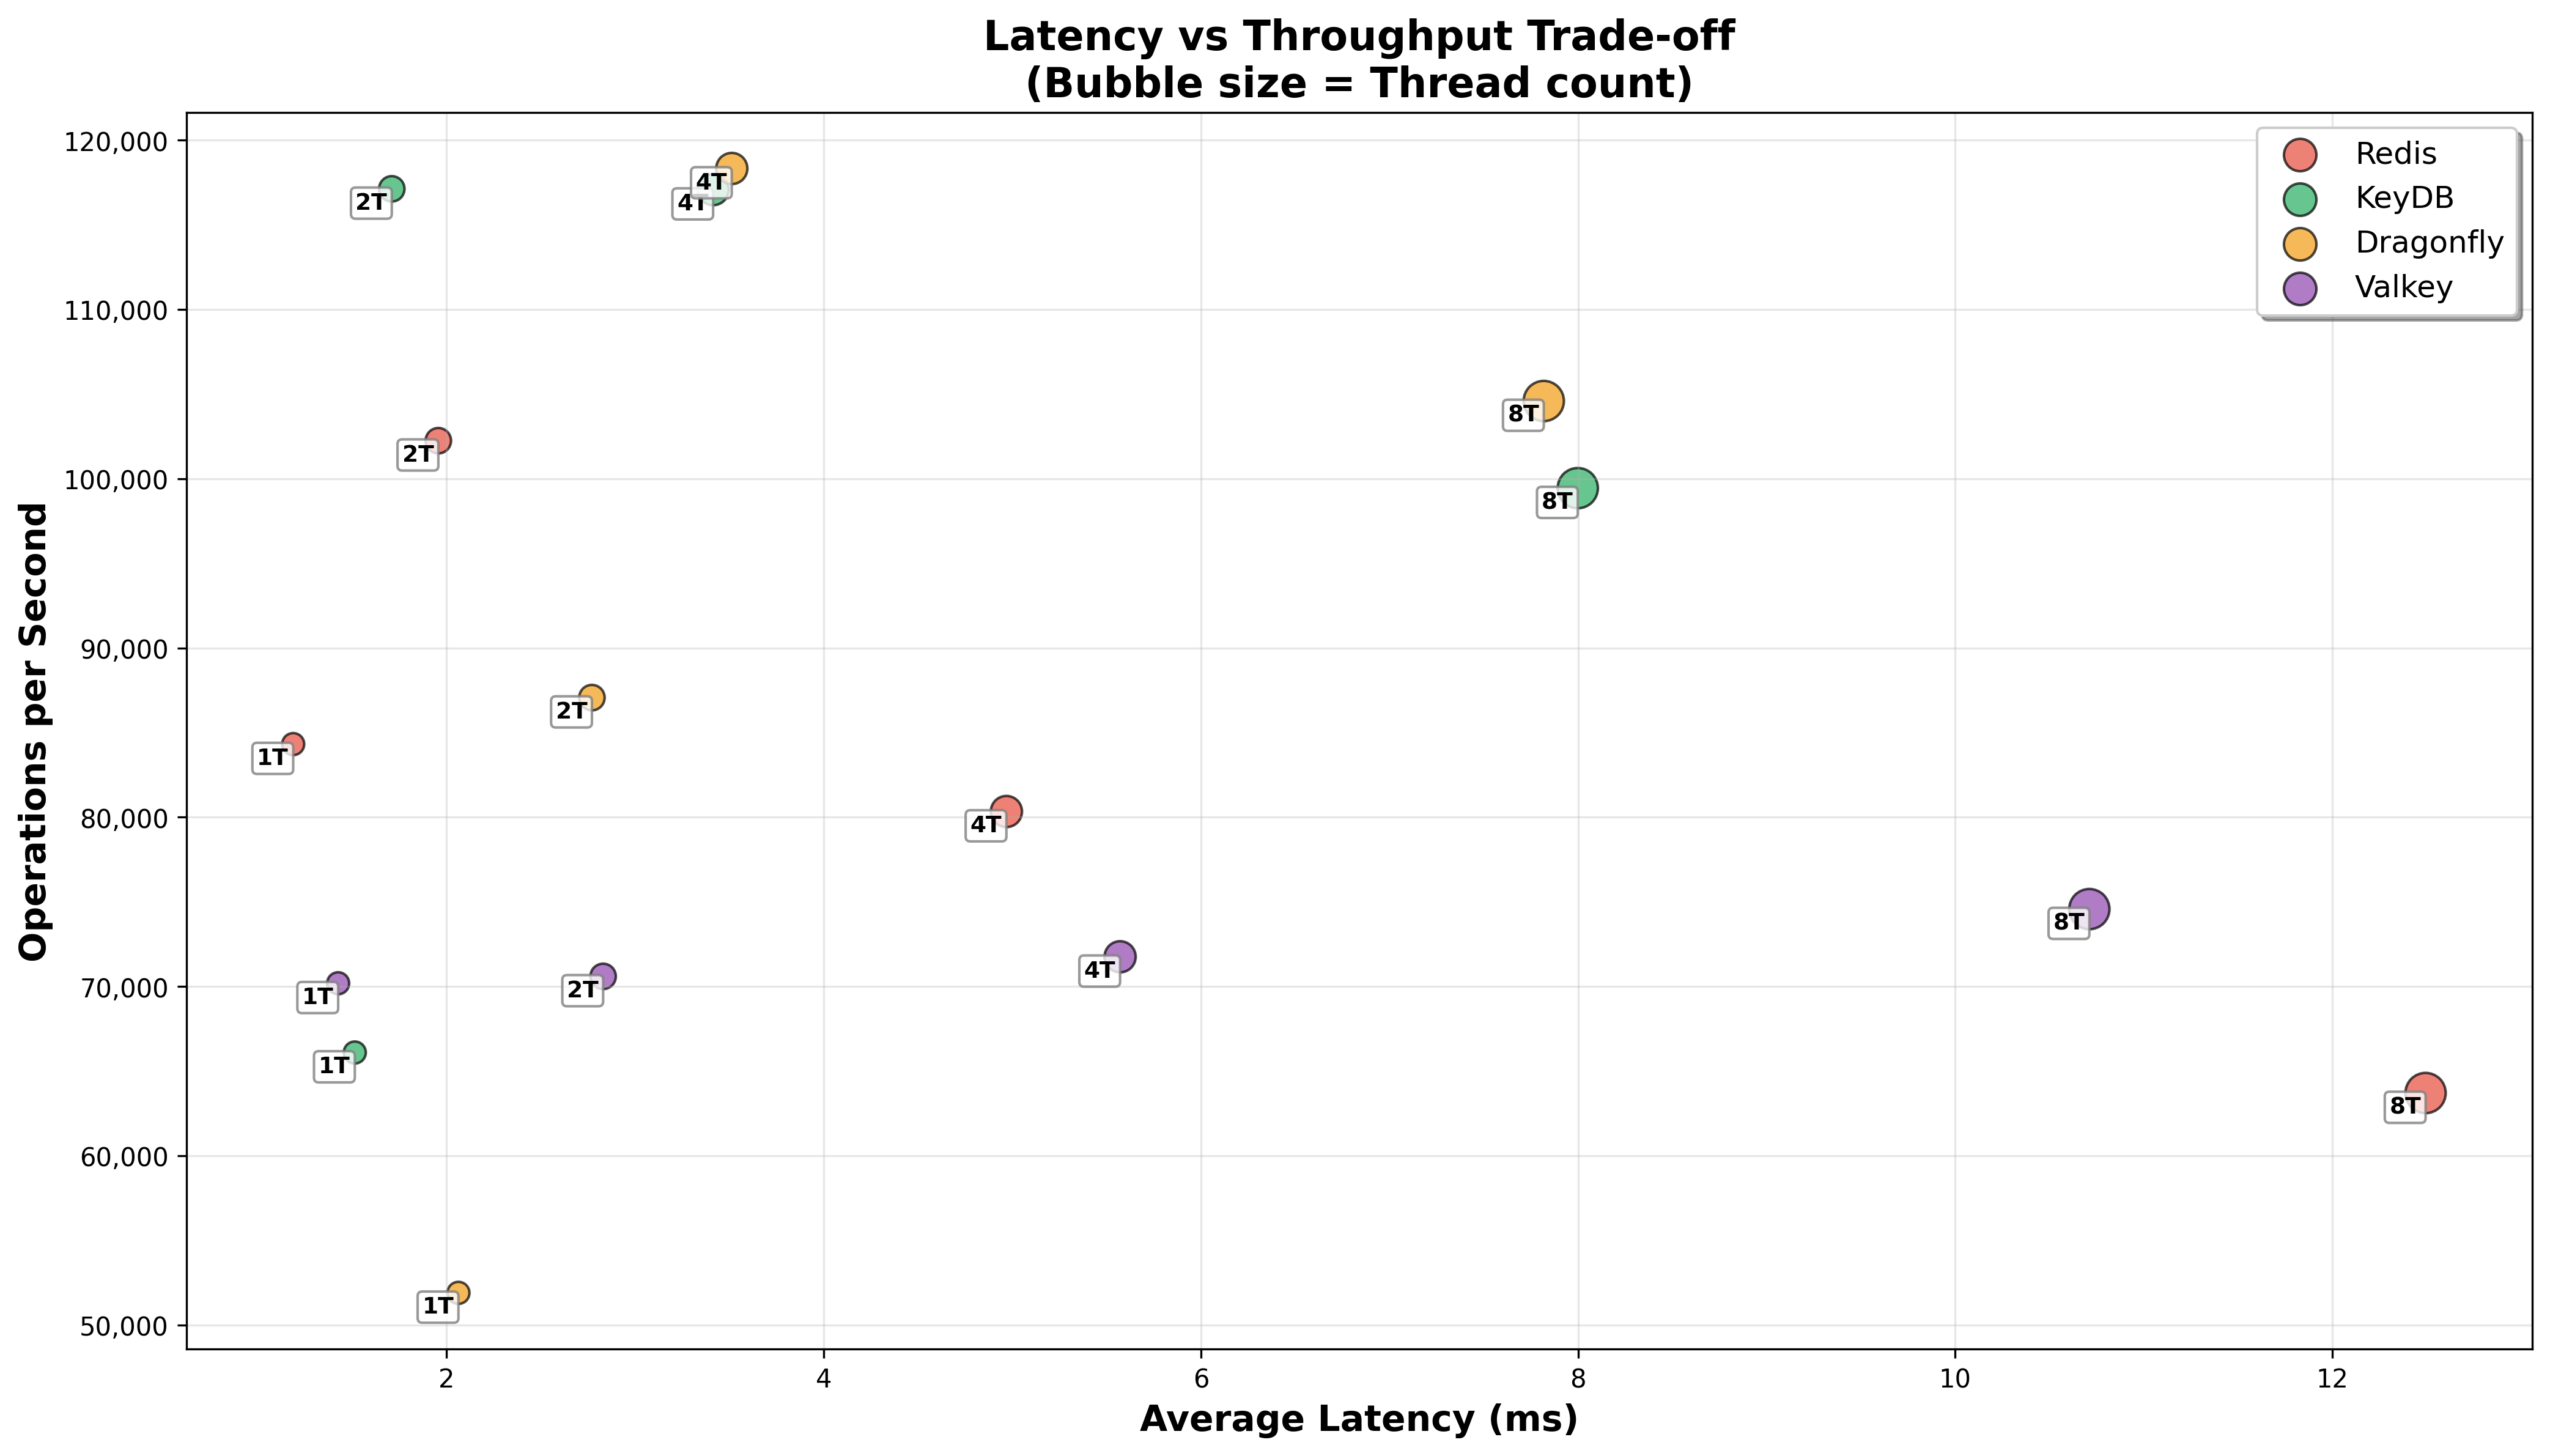 Latency vs Throughput Trade-off
(Bubble size = Thread count)
Redis
KeyDB
Dragonfly
Valkey
Operations per Second
120,000
110,000
100,000
90,000
80,000
70,000
60,000
50,000
2T
4T
4T
2T
8T
8T
2T
1T
4T
8T
4T
1T
2T
1T
8T
1T
2
4
6
8
10
12
Average Latency (ms)